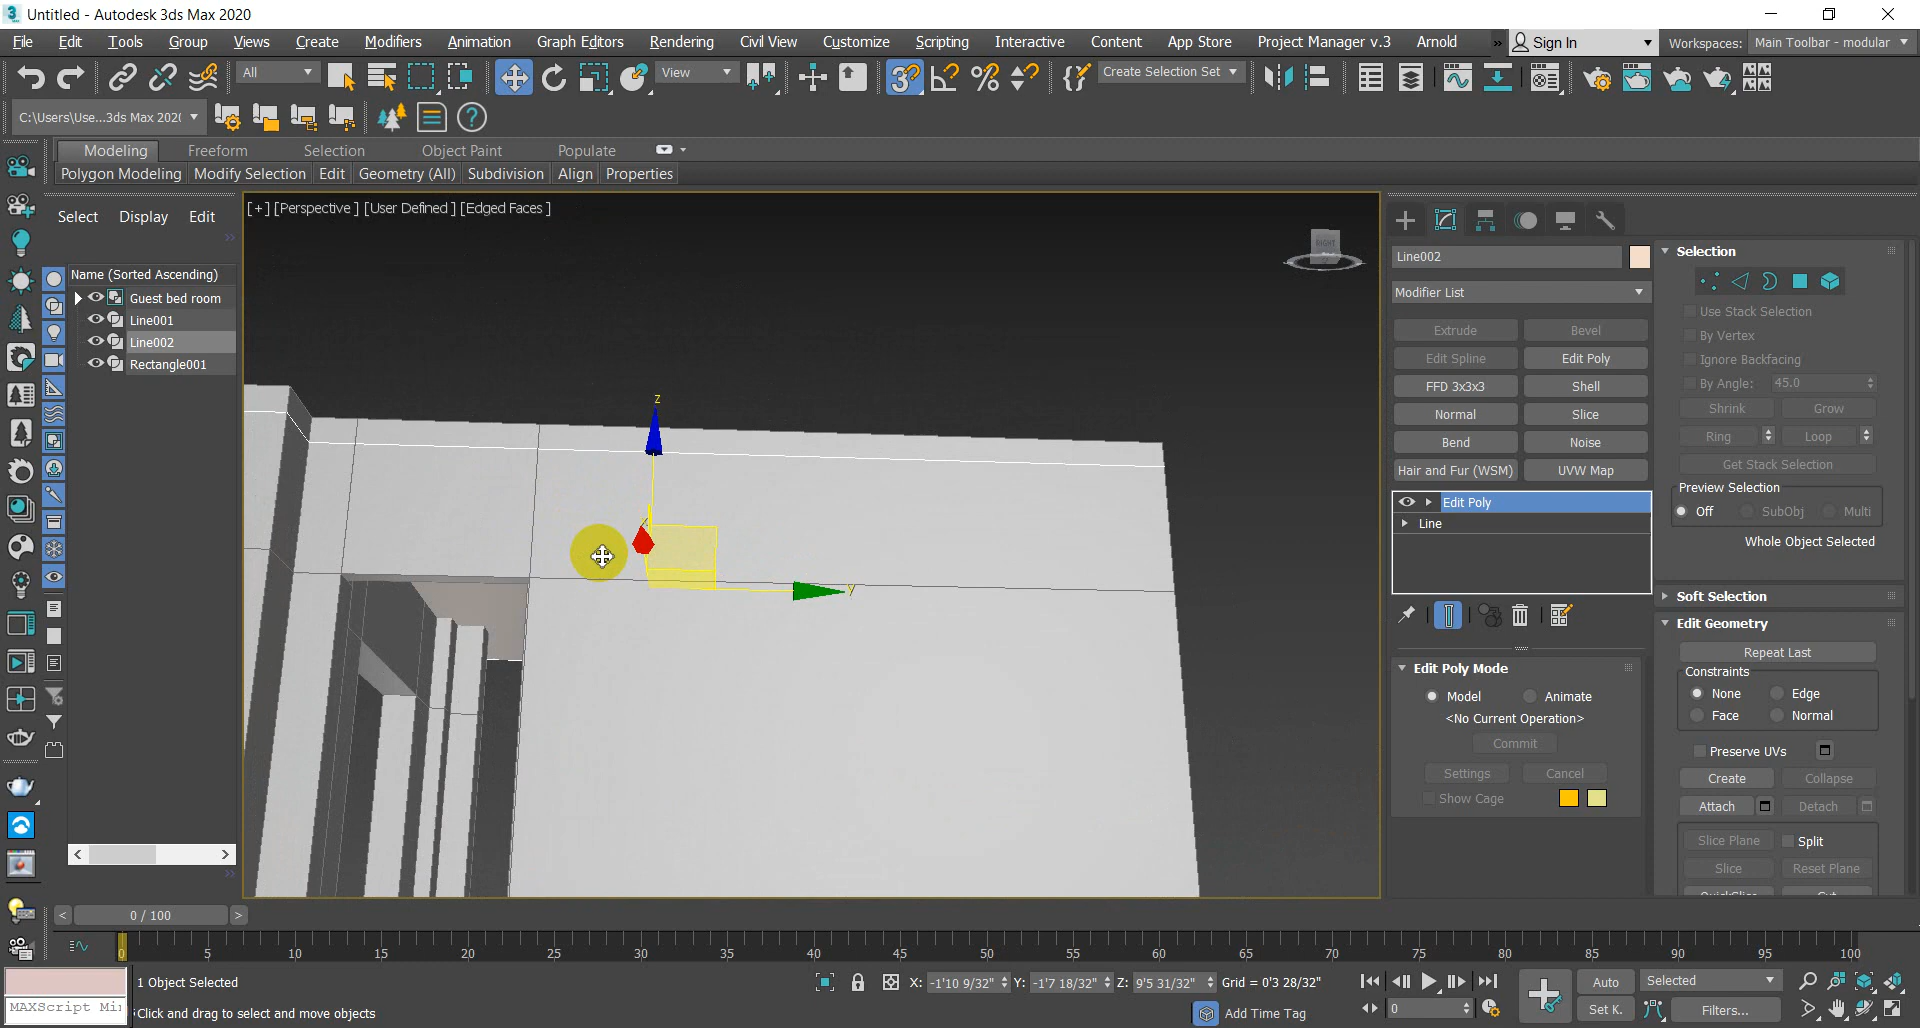 Untitled - Autodesk 3ds Max 2020
File Edit Tools Group Views Create Modifiers Animation Graph Editors Rendering Civil View Customize Scripting Interactive Content App Store Project Manager v.3 Arnold » Sign In Workspaces: Main Toolbar - modular
All View Create Selection Set
C:\Users\Use...3ds Max 202(
Modeling Freeform Selection Object Paint Populate
Polygon Modeling Modify Selection Edit Geometry (All) Subdivision Align Properties
Select Display Edit
[+] [Perspective] [User Defined] [Edged Faces]
Name (Sorted Ascending)
Guest bed room
Line001
Line002
Rectangle001
RIGHT
z
y
Line002
Modifier List
Extrude Bevel
Edit Spline Edit Poly
FFD 3x3x3 Shell
Normal Slice
Bend Noise
Hair and Fur (WSM) UVW Map
Edit Poly
Line
Edit Poly Mode
Model Animate
<No Current Operation>
Commit
Settings Cancel
Show Cage
Selection
Use Stack Selection
By Vertex
Ignore Backfacing
By Angle: 45.0
Shrink Grow
Ring Loop
Get Stack Selection
Preview Selection
Off SubObj Multi
Whole Object Selected
Soft Selection
Edit Geometry
Repeat Last
Constraints
None Edge
Face Normal
Preserve UVs
Create Collapse
Attach Detach
Slice Plane Split
Slice Reset Plane
QuickSlice Cut
< 0 / 100 >
0 5 10 15 20 25 30 35 40 45 50 55 60 65 70 75 80 85 90 95 100
1 Object Selected
X: -1'10 9/32" Y: -1'7 18/32" Z: 9'5 31/32" Grid = 0'3 28/32"
Auto Selected
MAXScript Mi
Click and drag to select and move objects
Add Time Tag
0
Set K. Filters...